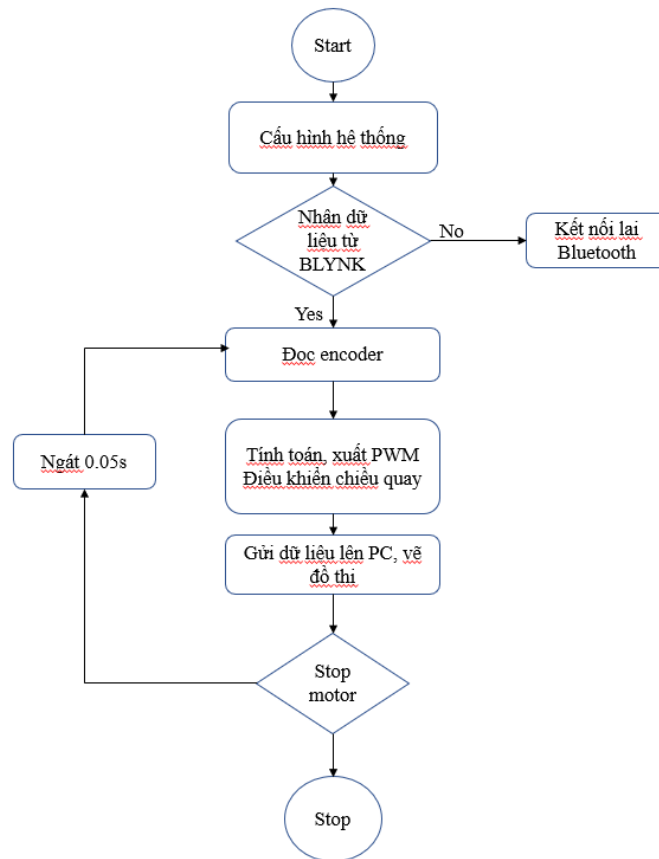 Start
Cấu hình hê thống
Nhân dữ
liệu từ
BLYNK
No
Kết nối lai
Bluetooth
Yes
Đọc encoder
Ngát 0.05s
Tính toán, xuất PWM
Điều khiển chiều quay
Gửi dữ liệu lên PC, vẽ
đồ thi
Stop
motor
Stop